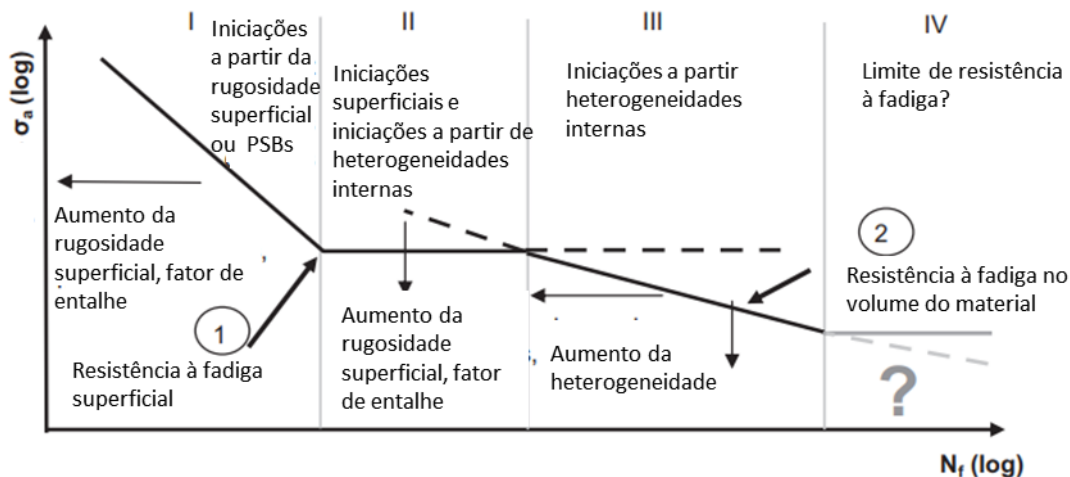 I
II
III
IV
σa (log)
Iniciações
a partir da
rugosidade
superficial
ou PSBs
Iniciações
superficiais e
iniciações a partir de
heterogeneidades
internas
Iniciações a partir
heterogeneidades
internas
Limite de resistência
à fadiga?
Aumento da
rugosidade
superficial, fator de
entalhe
1
Resistência à fadiga
superficial
Aumento da
rugosidade
superficial, fator
de entalhe
Aumento da
heterogeneidade
2
Resistência à fadiga no
volume do material
?
Nf (log)